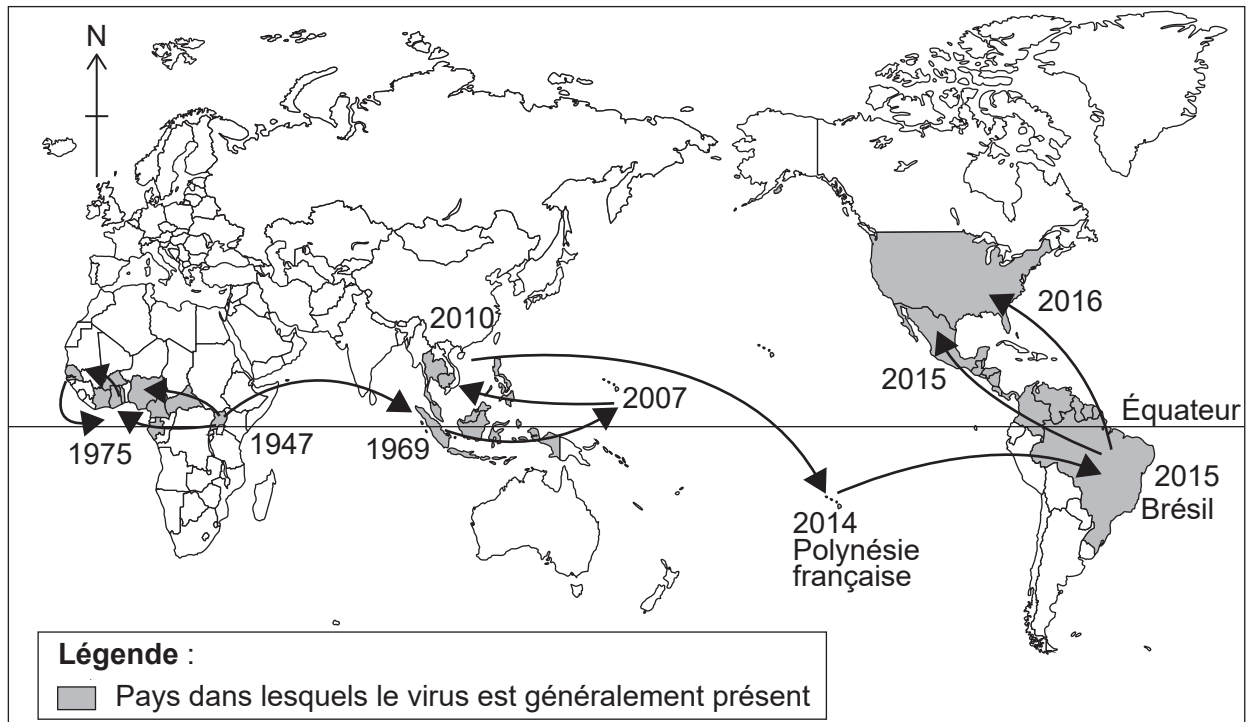 N
2010
2016
2015
2007
Équateur
1975
1947
1969
2015
Brésil
2014
Polynésie
française
Légende :
Pays dans lesquels le virus est généralement présent